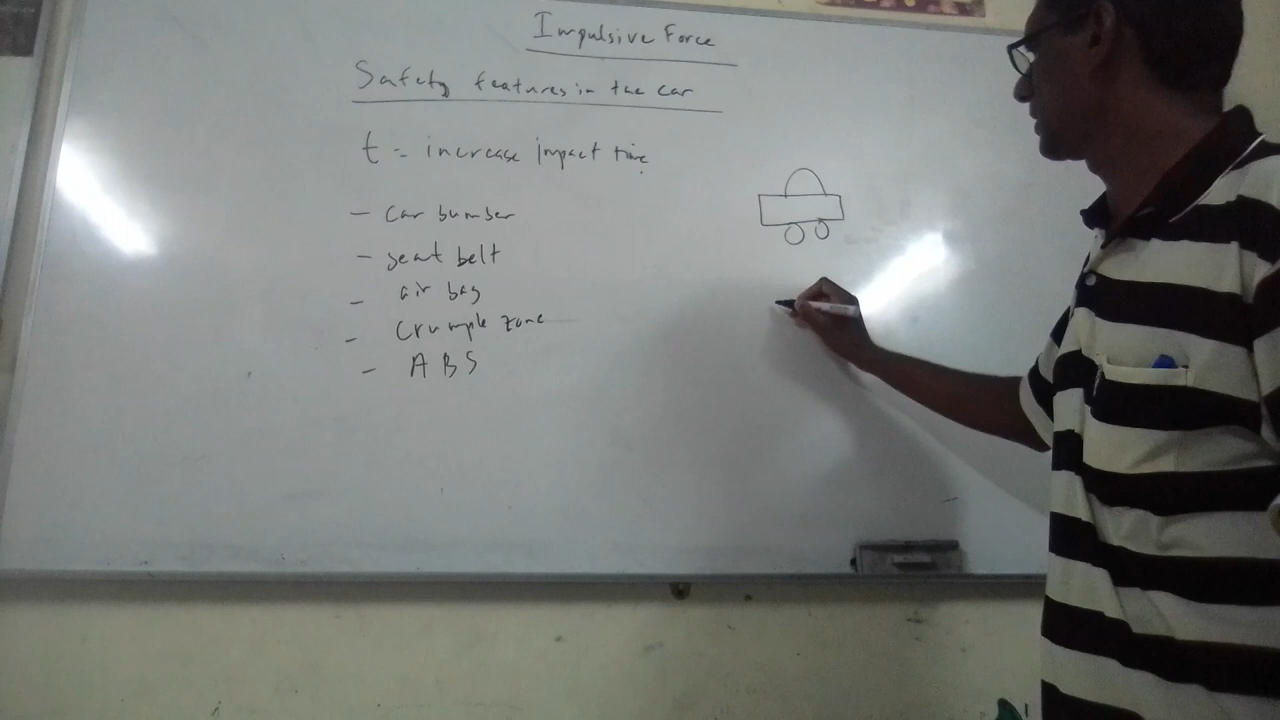 Impulsive Force
Safety features in the car
t = increase impact time
- Car bumber
- seat belt
- air bag
- Crumple zone
- ABS